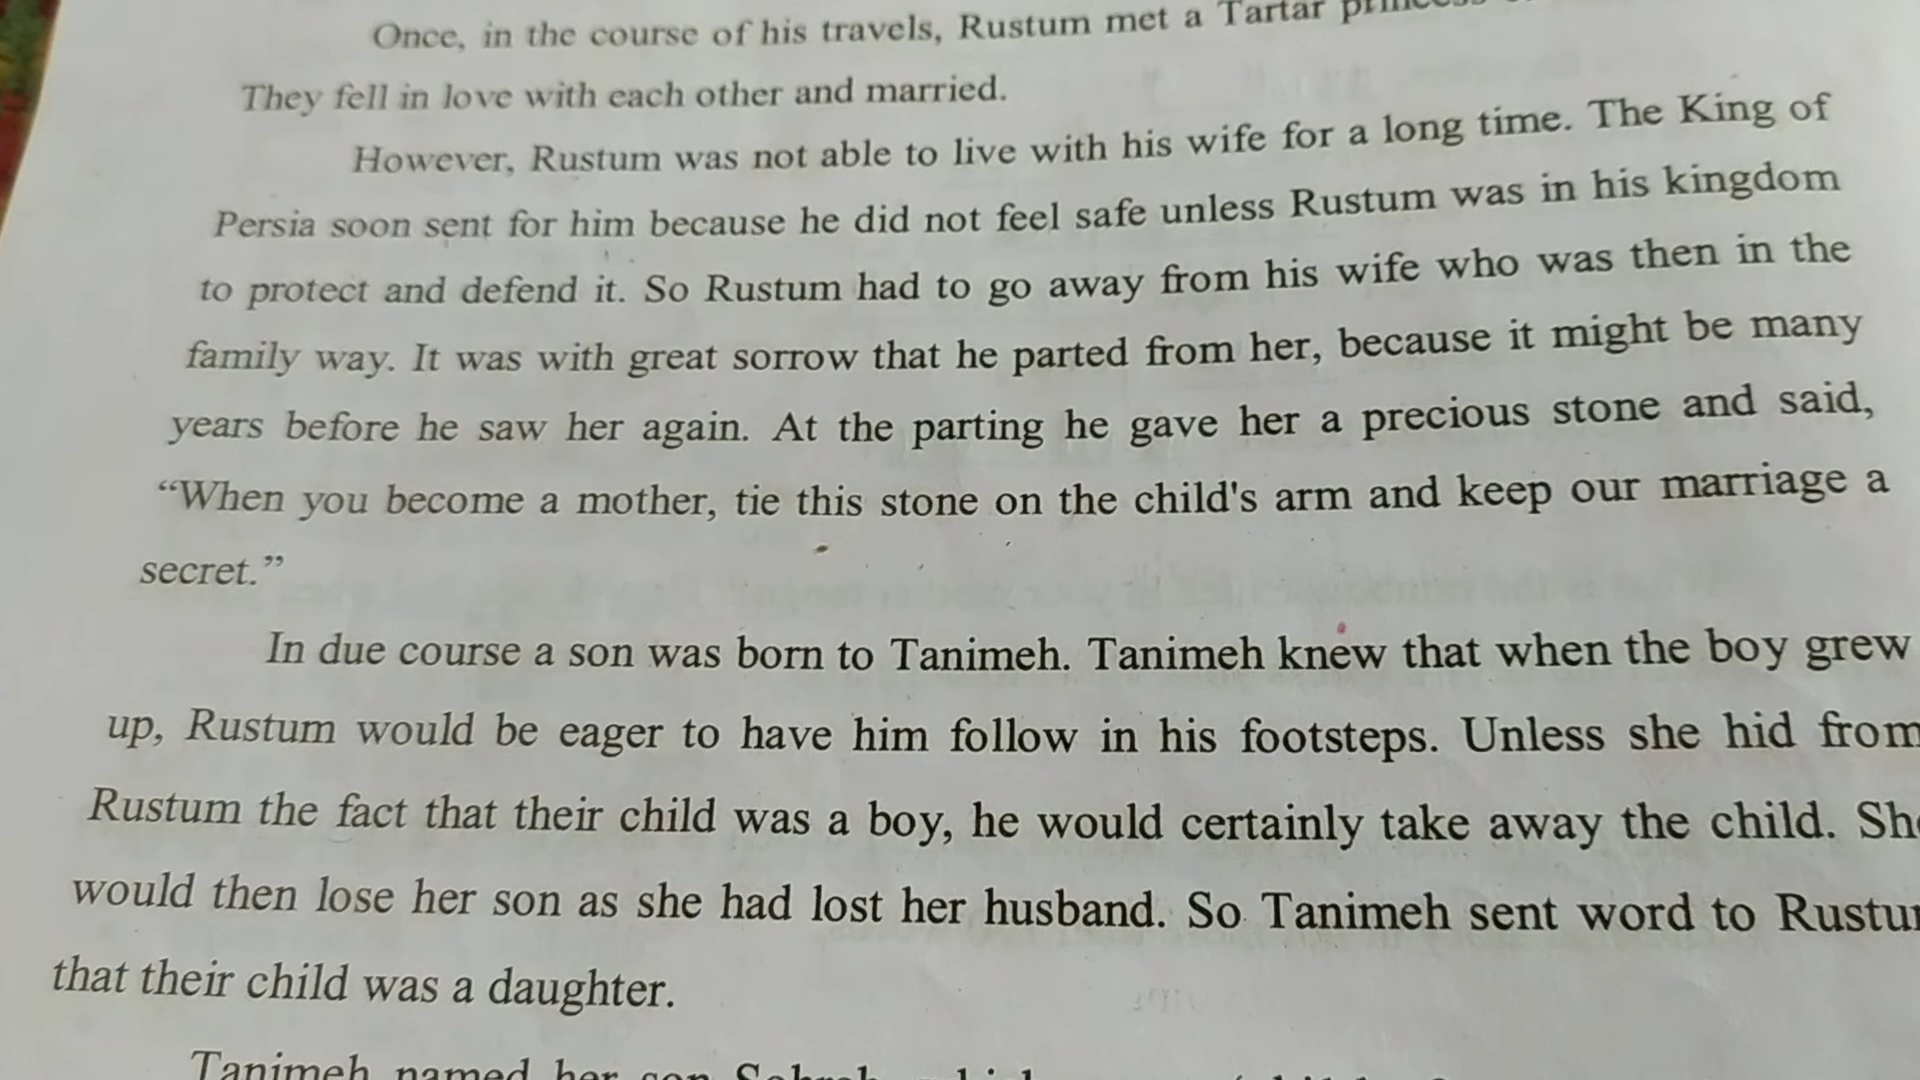 Once, in the course of his travels, Rustum met a Tartar
They fell in love with each other and married.
However, Rustum was not able to live with his wife for a long time. The King of
Persia soon sent for him because he did not feel safe unless Rustum was in his kingdom
to protect and defend it. So Rustum had to go away from his wife who was then in the
family way. It was with great sorrow that he parted from her, because it might be many
years before he saw her again. At the parting he gave her a precious stone and said,
“When you become a mother, tie this stone on the child's arm and keep our marriage a
secret.”
In due course a son was born to Tanimeh. Tanimeh knew that when the boy grew
up, Rustum would be eager to have him follow in his footsteps. Unless she hid from
Rustum the fact that their child was a boy, he would certainly take away the child.
would then lose her son as she had lost her husband. So Tanimeh sent word to
that their child was a daughter.
Tanimeh named her son